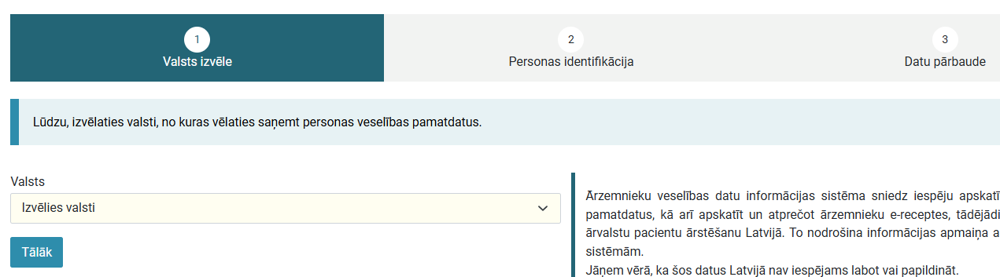 1
Valsts izvēle
2
Personas identifikācija
3
Datu pārbaude
Lūdzu, izvēlaties valsti, no kuras vēlaties saņemt personas veselības pamatdatus.
Valsts
Izvēlies valsti
Tālāk
Ārzemnieku veselības datu informācijas sistēma sniedz iespēju apskatī
pamatdatus, kā arī apskatīt un atprečot ārzemnieku e-receptes, tādējādi
ārvalstu pacientu ārstēšanu Latvijā. To nodrošina informācijas apmaiņa a
sistēmām.
Jāņem vērā, ka šos datus Latvijā nav iespējams labot vai papildināt.